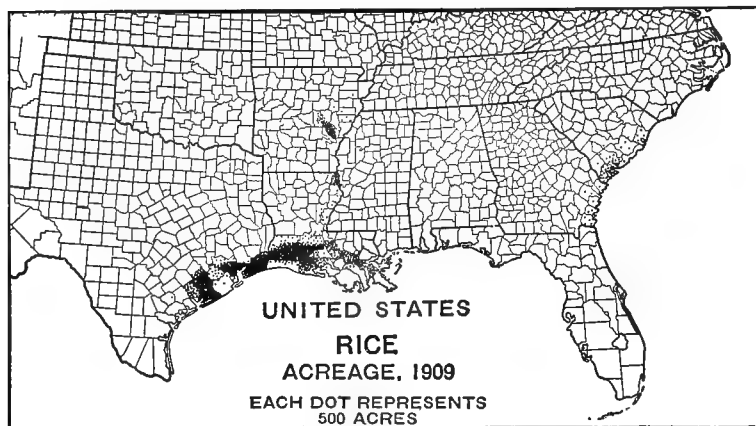 UNITED STATES
RICE
ACREAGE, 1909
EACH DOT REPRESENTS
500 ACRES